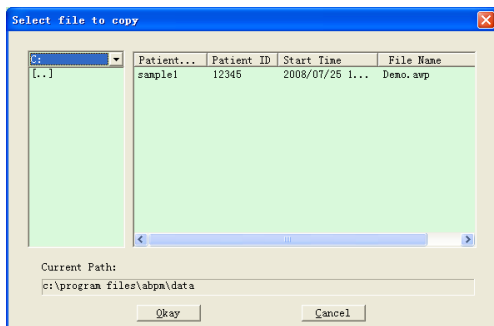 Select file to copy
C:
[..]
Patient... Patient ID Start Time File Name
sample1 12345 2008/07/25 1... Demo.awp
Current Path:
c:\program files\abpm\data
Okay Cancel